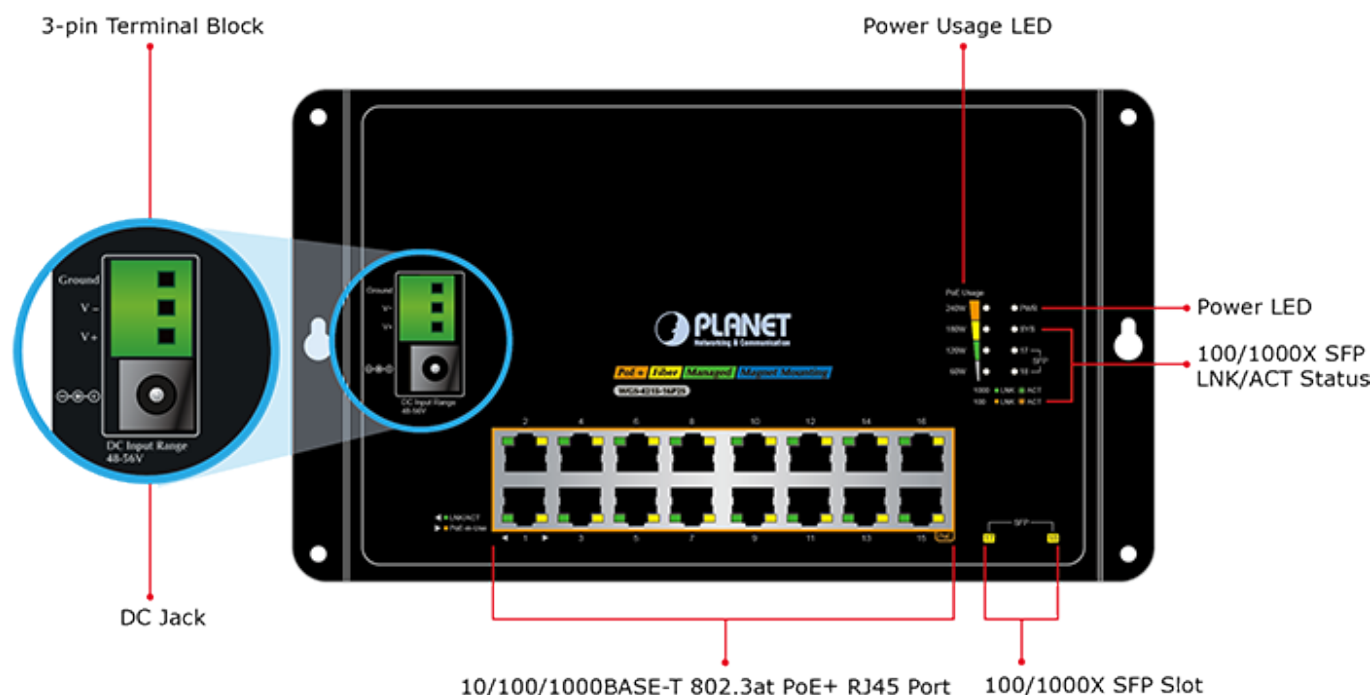 3-pin Terminal Block
Power Usage LED
Ground
V -
V +
DC Input Range
48-56V
DC Jack
Ground
V-
V+
DC Input Range
48-56V
PLANET
Networking & Communication
PoE + Fiber Managed Magnet Mounting
WGS-4215-16P2S
PoE Usage
240W PWR
180W SYS
120W 17
SFP
60W 18
1000 LNK ACT
100 LNK ACT
Power LED
100/1000X SFP
LNK/ACT Status
2 4 6 8 10 12 14 16
LNK/ACT
PoE-in-Use
1 3 5 7 9 11 13 15
SFP
17 18
10/100/1000BASE-T 802.3at PoE+ RJ45 Port
100/1000X SFP Slot